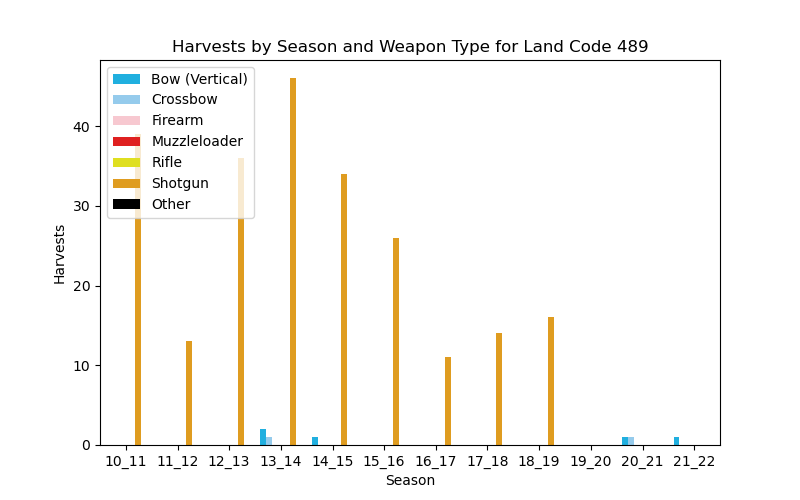 Harvests by Season and Weapon Type for Land Code 489
Bow (Vertical)
Crossbow
Firearm
Muzzleloader
Rifle
Shotgun
Other
40
30
20
10
0
Harvests
10_11 11_12 12_13 13_14 14_15 15_16 16_17 17_18 18_19 19_20 20_21 21_22
Season